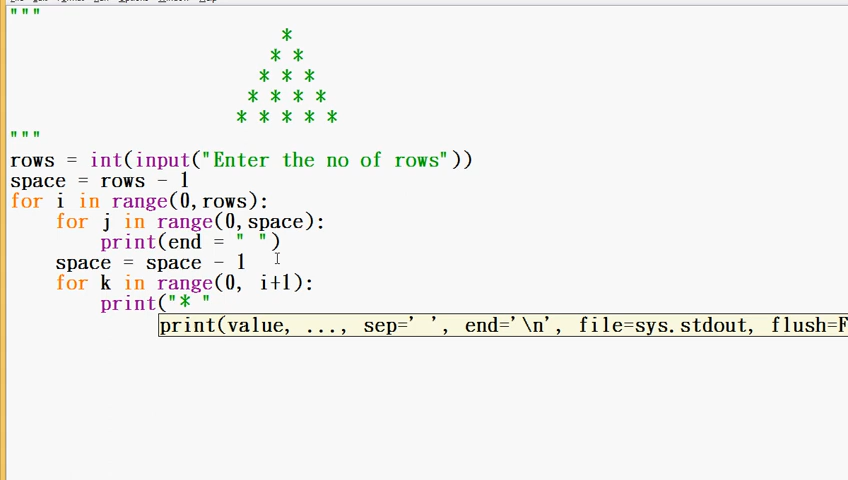 """
*
* *
* * *
* * * *
* * * * *
"""
rows = int(input("Enter the no of rows"))
space = rows - 1
for i in range(0,rows):
    for j in range(0,space):
        print(end = " ")
    space = space - 1
    for k in range(0, i+1):
        print("* "
print(value, ..., sep=' ', end='\n', file=sys.stdout, flush=F